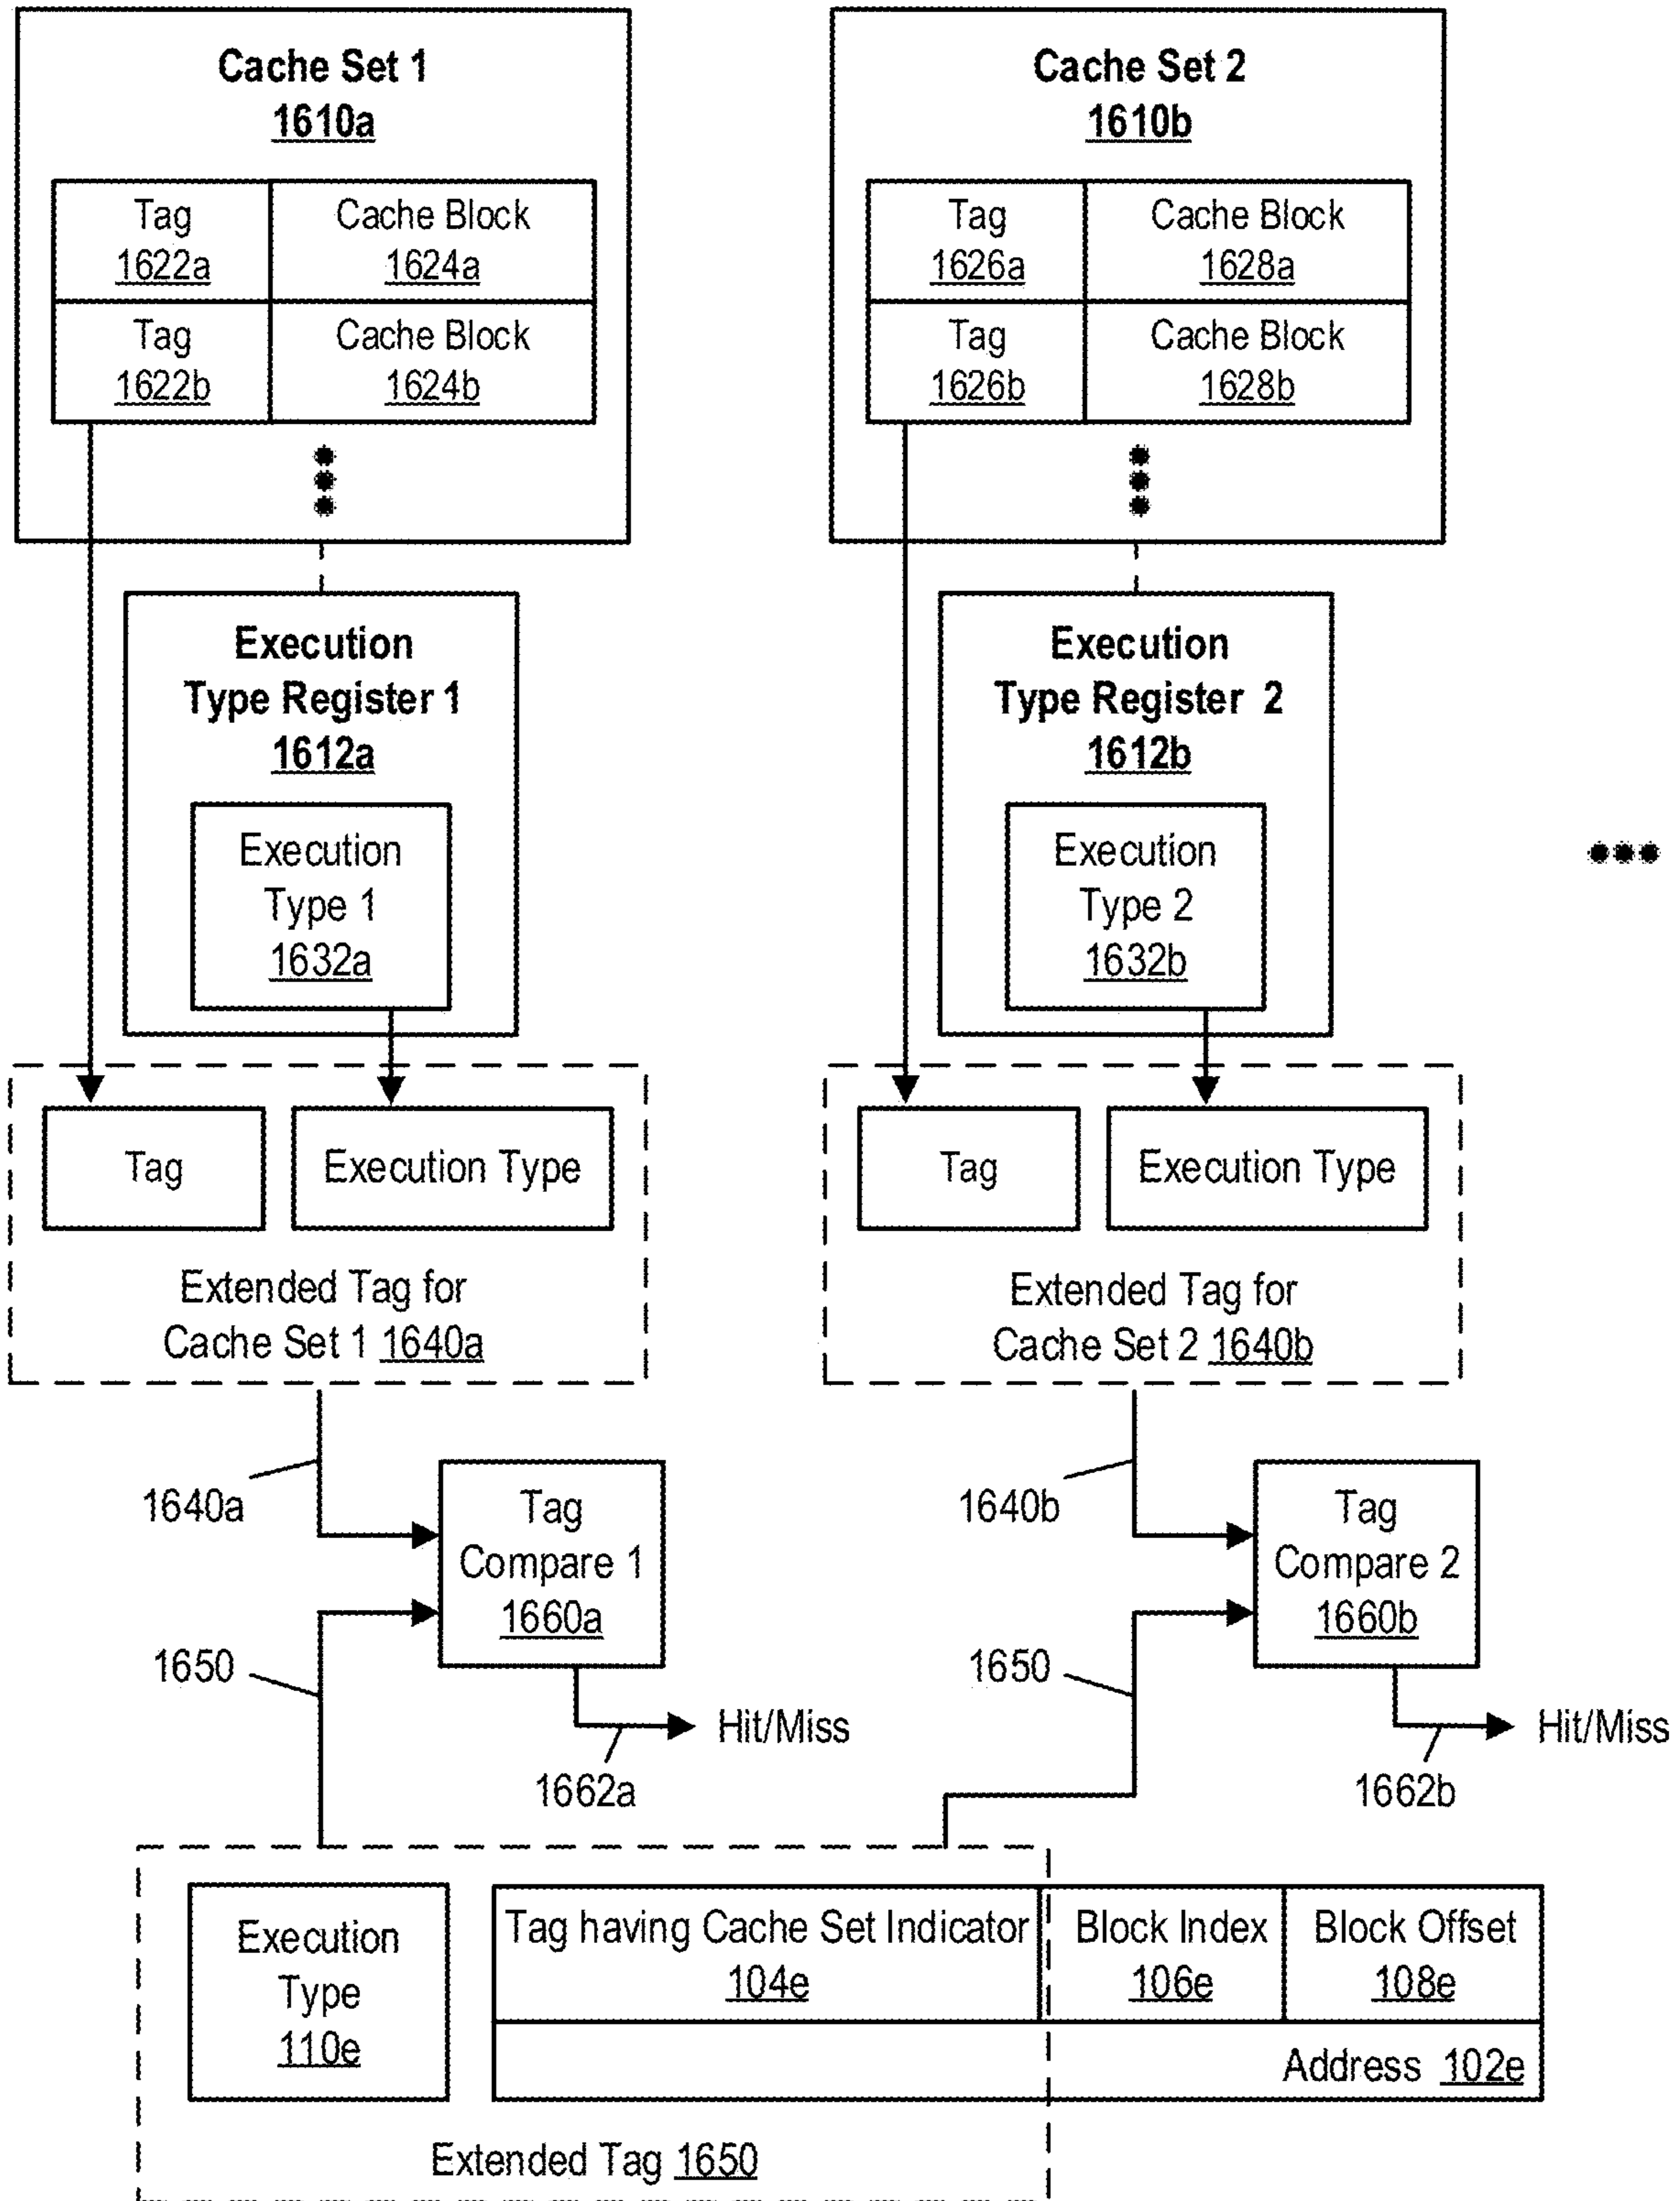 Cache Set 1
1610a
Tag
1622a
Cache Block
1624a
Tag
1622b
Cache Block
1624b
Cache Set 2
1610b
Tag
1626a
Cache Block
1628a
Tag
1626b
Cache Block
1628b
Execution
Type Register 1
1612a
Execution
Type 1
1632a
Execution
Type Register 2
1612b
Execution
Type 2
1632b
Tag
Execution Type
Extended Tag for
Cache Set 1 1640a
Tag
Execution Type
Extended Tag for
Cache Set 2 1640b
1640a
Tag
Compare 1
1660a
1650
Hit/Miss
1662a
1640b
Tag
Compare 2
1660b
1650
Hit/Miss
1662b
Execution
Type
110e
Tag having Cache Set Indicator
104e
Block Index
106e
Block Offset
108e
Address 102e
Extended Tag 1650